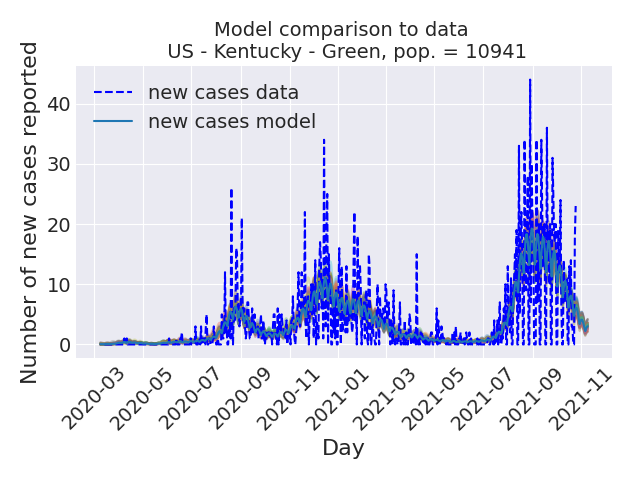 Model comparison to data
US - Kentucky - Green, pop. = 10941
Number of new cases reported
new cases data
new cases model
40
30
20
10
0
2020-03
2020-05
2020-07
2020-09
2020-11
2021-01
2021-03
2021-05
2021-07
2021-09
2021-11
Day